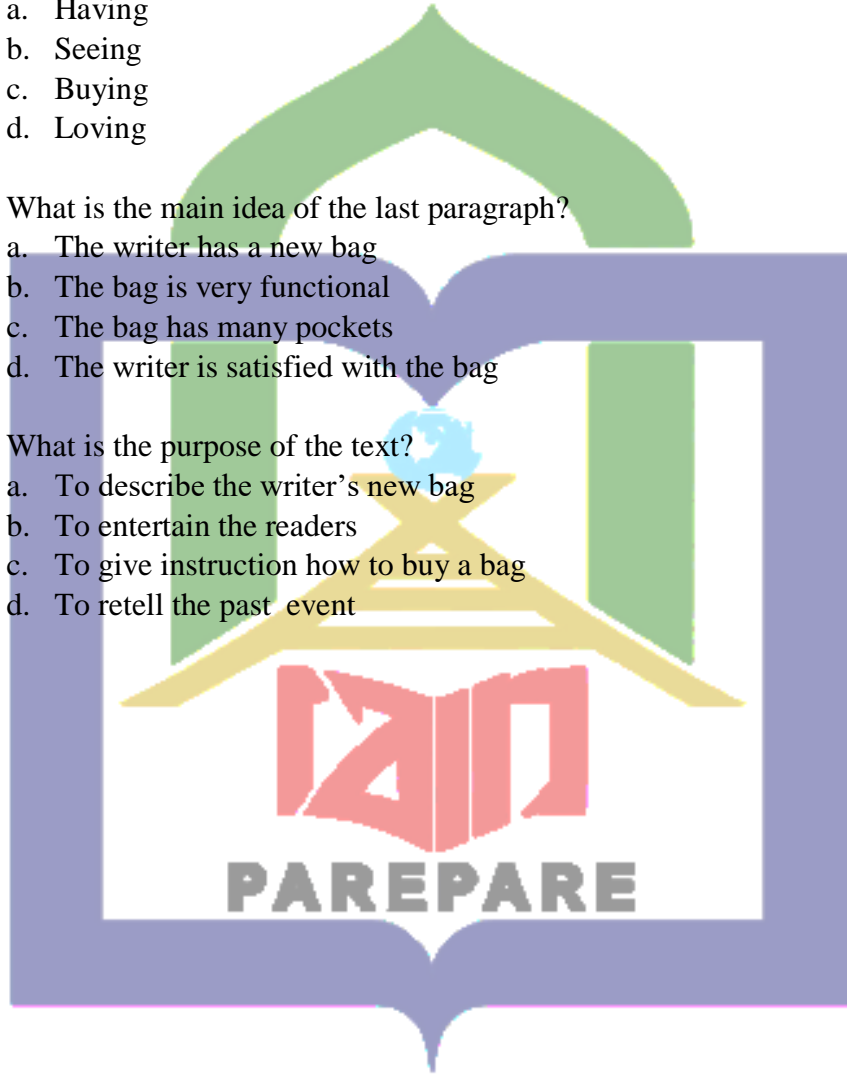 a. Having
b. Seeing
c. Buying
d. Loving
What is the main idea of the last paragraph?
a. The writer has a new bag
b. The bag is very functional
c. The bag has many pockets
d. The writer is satisfied with the bag
What is the purpose of the text?
a. To describe the writer’s new bag
b. To entertain the readers
c. To give instruction how to buy a bag
d. To retell the past  event
iain
PAREPARE